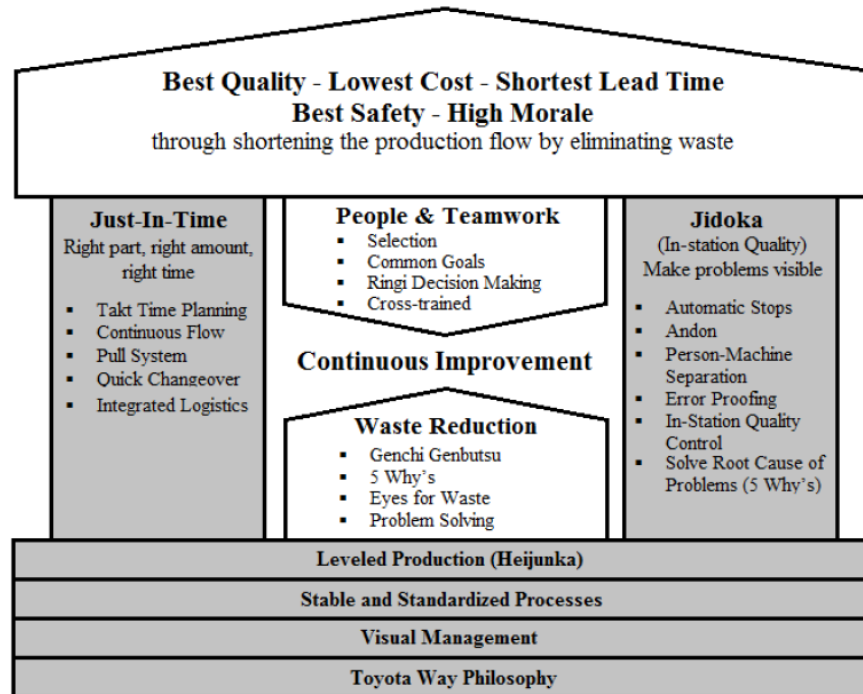 Best Quality - Lowest Cost - Shortest Lead Time
Best Safety - High Morale
through shortening the production flow by eliminating waste
Just-In-Time
Right part, right amount,
right time
▪ Takt Time Planning
▪ Continuous Flow
▪ Pull System
▪ Quick Changeover
▪ Integrated Logistics
People & Teamwork
▪ Selection
▪ Common Goals
▪ Ringi Decision Making
▪ Cross-trained
Continuous Improvement
Waste Reduction
▪ Genchi Genbutsu
▪ 5 Why's
▪ Eyes for Waste
▪ Problem Solving
Jidoka
(In-station Quality)
Make problems visible
▪ Automatic Stops
▪ Andon
▪ Person-Machine
Separation
▪ Error Proofing
▪ In-Station Quality
Control
▪ Solve Root Cause of
Problems (5 Why's)
Leveled Production (Heijunka)
Stable and Standardized Processes
Visual Management
Toyota Way Philosophy